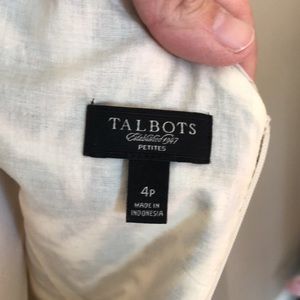 TALBOTS
Established 1947
PETITES
4P
MADE IN
INDONESIA